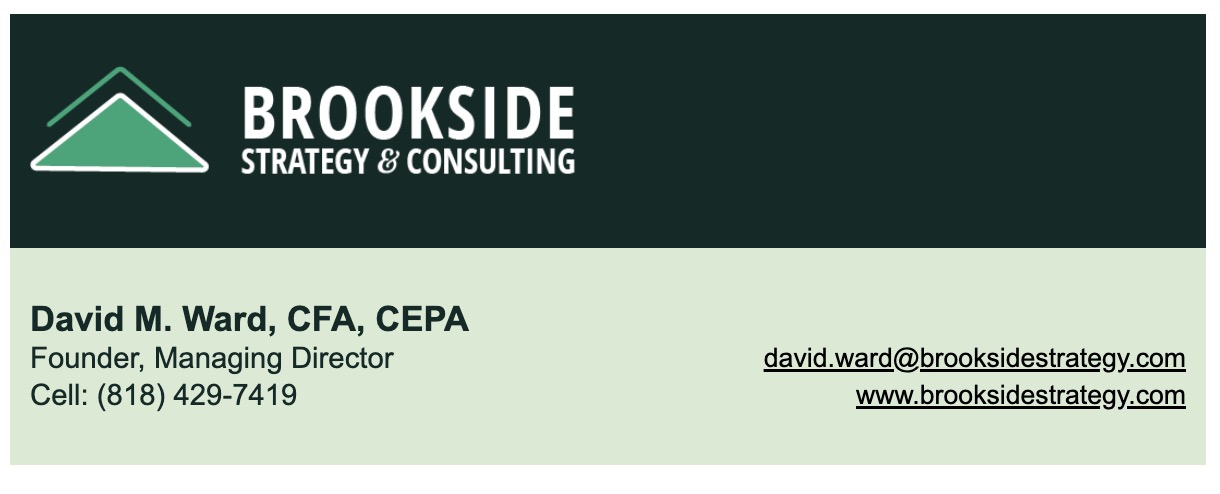 BROOKSIDE
STRATEGY & CONSULTING
David M. Ward, CFA, CEPA
Founder, Managing Director
Cell: (818) 429-7419
david.ward@brooksidestrategy.com
www.brooksidestrategy.com